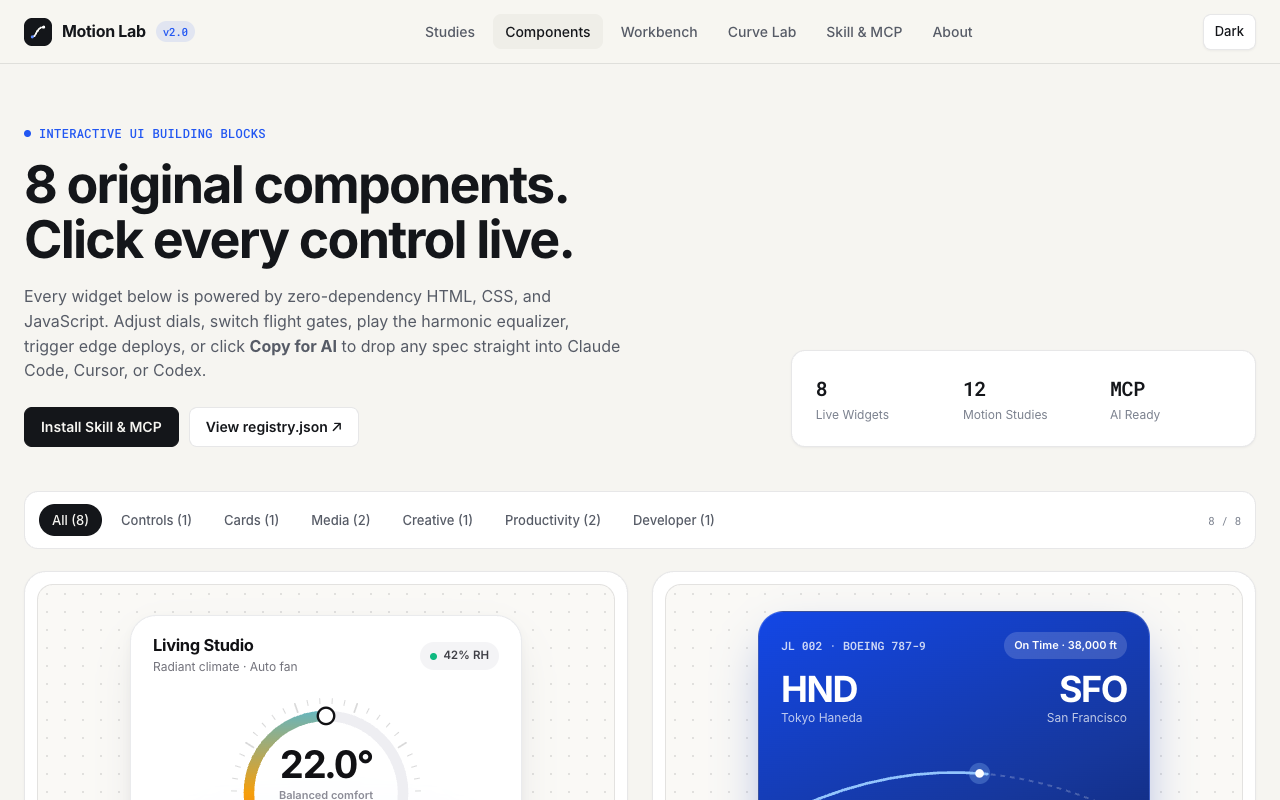 Motion Lab
v2.0
Studies
Components
Workbench
Curve Lab
Skill & MCP
About
Dark
INTERACTIVE UI BUILDING BLOCKS
8 original components.
Click every control live.
Every widget below is powered by zero-dependency HTML, CSS, and
JavaScript. Adjust dials, switch flight gates, play the harmonic equalizer,
trigger edge deploys, or click Copy for AI to drop any spec straight into Claude
Code, Cursor, or Codex.
Install Skill & MCP
View registry.json ↗
8
Live Widgets
12
Motion Studies
MCP
AI Ready
All (8)
Controls (1)
Cards (1)
Media (2)
Creative (1)
Productivity (2)
Developer (1)
8 / 8
Living Studio
Radiant climate · Auto fan
42% RH
22.0°
Balanced comfort
JL 002 · BOEING 787-9
On Time · 38,000 ft
HND
Tokyo Haneda
SFO
San Francisco